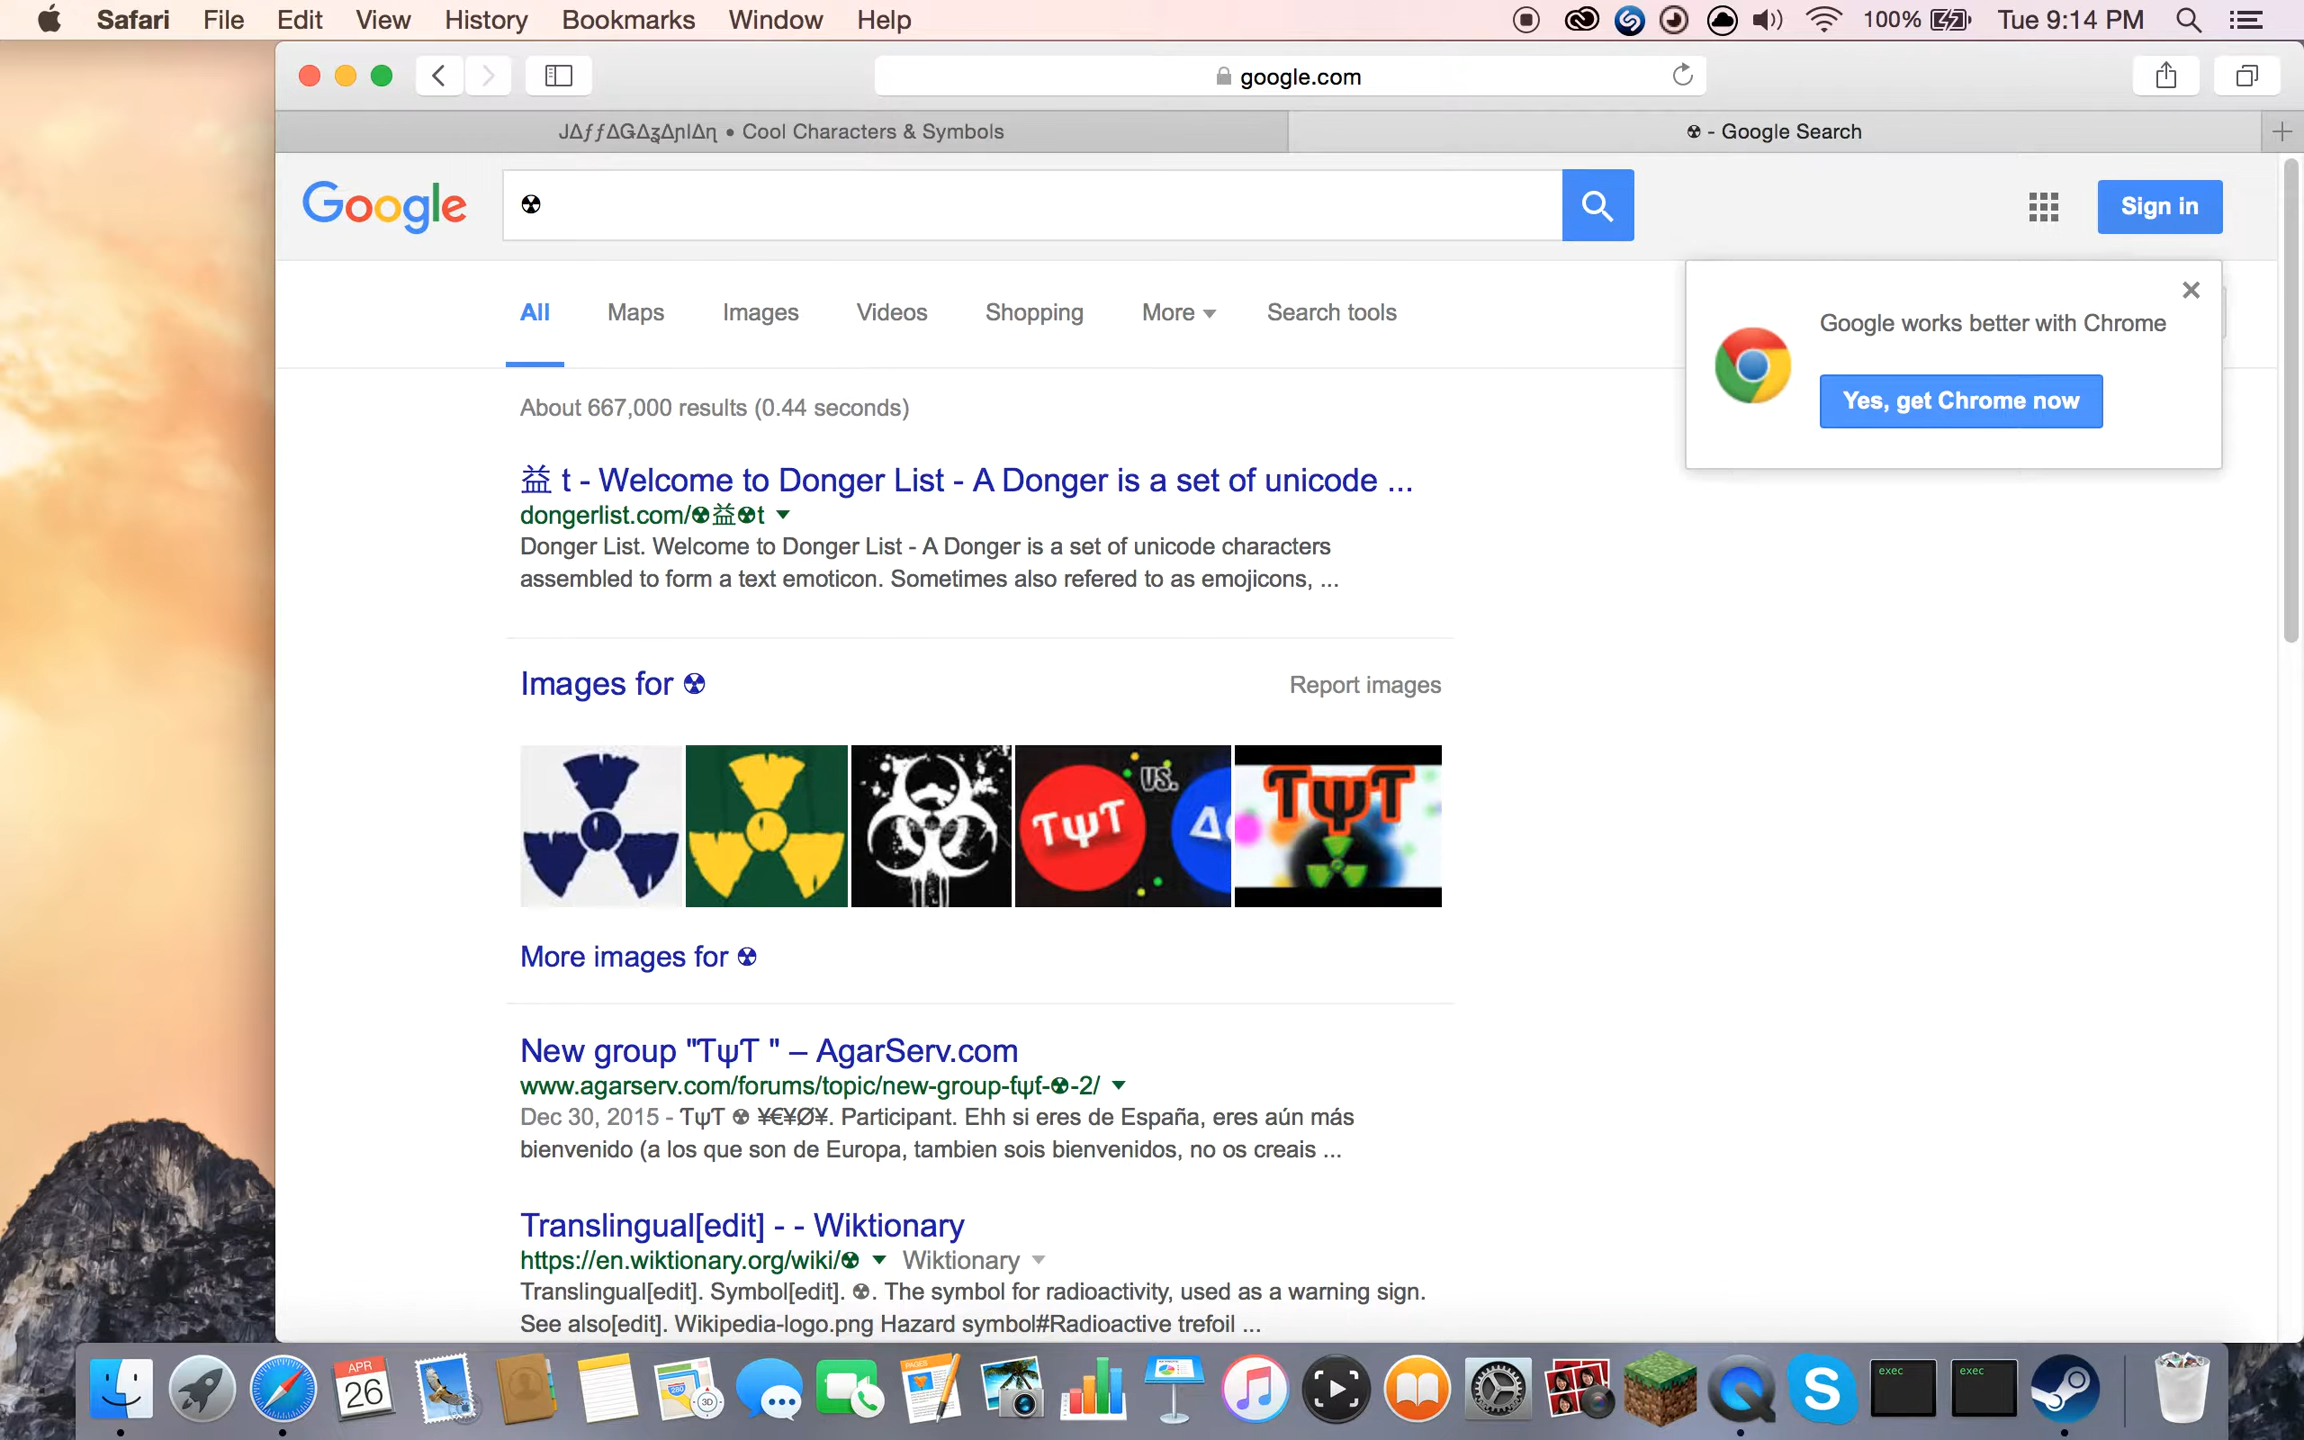 Safari File Edit View History Bookmarks Window Help 100% Tue 9:14 PM
google.com
JΔƒƒΔGΔʓΔɲIΔɳ • Cool Characters & Symbols
☢ - Google Search
Google ☢ Sign in
All Maps Images Videos Shopping More Search tools
Google works better with Chrome
Yes, get Chrome now
About 667,000 results (0.44 seconds)
益 t - Welcome to Donger List - A Donger is a set of unicode ...
dongerlist.com/☢益☢t
Donger List. Welcome to Donger List - A Donger is a set of unicode characters
assembled to form a text emoticon. Sometimes also refered to as emojicons, ...
Images for ☢ Report images
TψT VS.
TψT
More images for ☢
New group "TψƬ " – AgarServ.com
www.agarserv.com/forums/topic/new-group-fψf-☢-2/
Dec 30, 2015 - ƬψƬ ☢ ¥€¥Ø¥. Participant. Ehh si eres de España, eres aún más
bienvenido (a los que son de Europa, tambien sois bienvenidos, no os creais ...
Translingual[edit] - - Wiktionary
https://en.wiktionary.org/wiki/☢ Wiktionary
Translingual[edit]. Symbol[edit]. ☢. The symbol for radioactivity, used as a warning sign.
See also[edit]. Wikipedia-logo.png Hazard symbol#Radioactive trefoil ...
APR
26
280
3D
PAGES
exec
exec